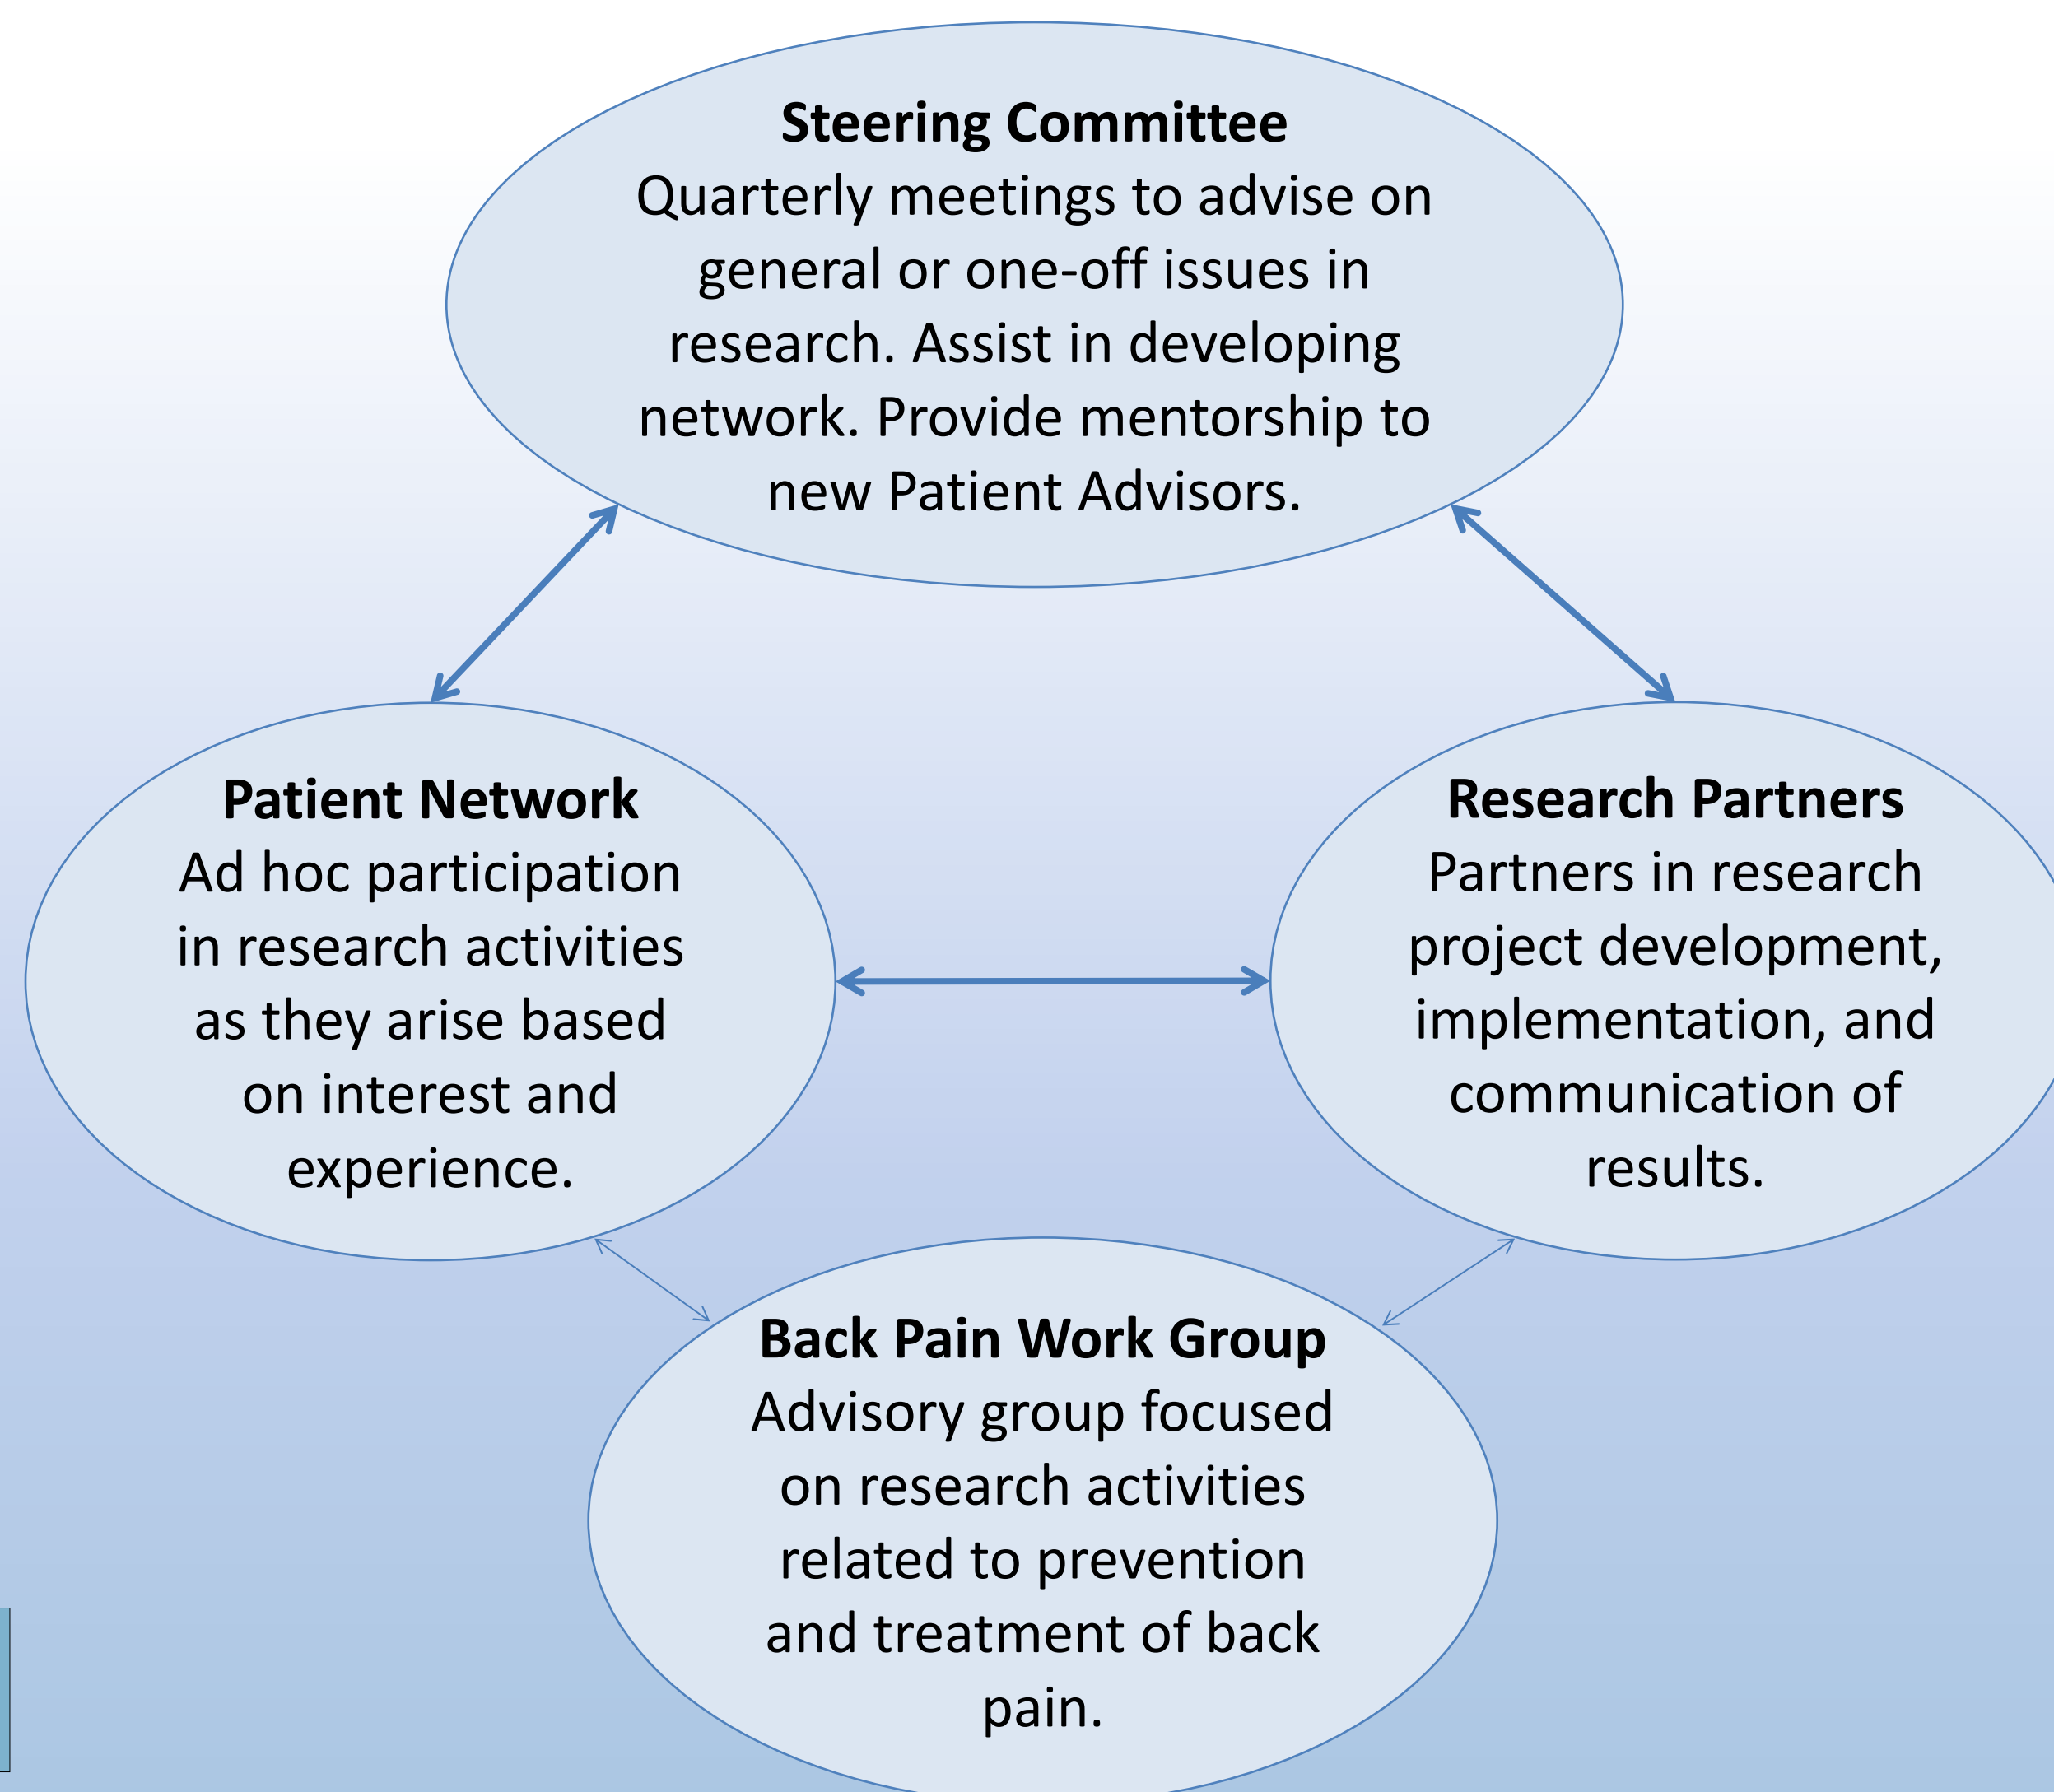 Steering Committee
Quarterly meetings to advise on
general or one-off issues in
research. Assist in developing
network. Provide mentorship to
new Patient Advisors.
Patient Network
Ad hoc participation
in research activities
as they arise based
on interest and
experience.
Research Partners
Partners in research
project development,
implementation, and
communication of
results.
Back Pain Work Group
Advisory group focused
on research activities
related to prevention
and treatment of back
pain.